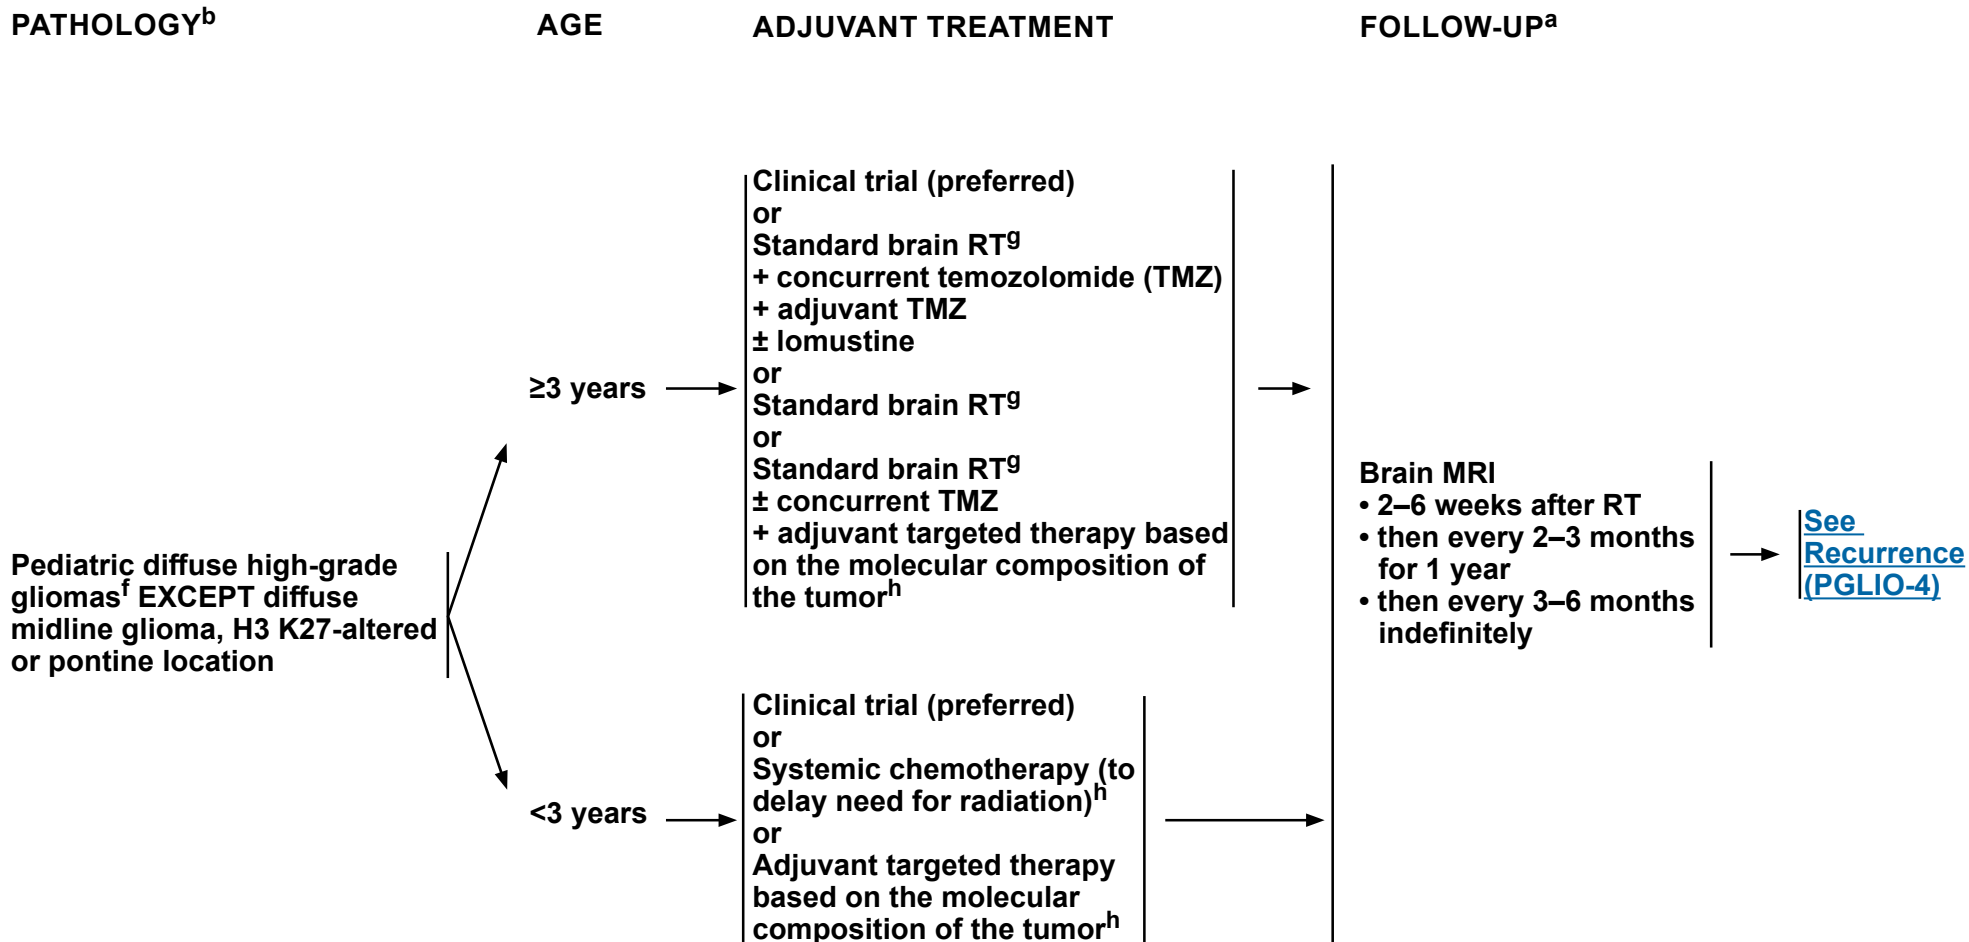 PATHOLOGYb
AGE
ADJUVANT TREATMENT
FOLLOW-UPa
Pediatric diffuse high-grade
gliomasf EXCEPT diffuse
midline glioma, H3 K27-altered
or pontine location
≥3 years
Clinical trial (preferred)
or
Standard brain RTg
+ concurrent temozolomide (TMZ)
+ adjuvant TMZ
± lomustine
or
Standard brain RTg
or
Standard brain RTg
± concurrent TMZ
+ adjuvant targeted therapy based
on the molecular composition of
the tumorh
<3 years
Clinical trial (preferred)
or
Systemic chemotherapy (to
delay need for radiation)h
or
Adjuvant targeted therapy
based on the molecular
composition of the tumorh
Brain MRI
• 2–6 weeks after RT
• then every 2–3 months
for 1 year
• then every 3–6 months
indefinitely
See
Recurrence
(PGLIO-4)